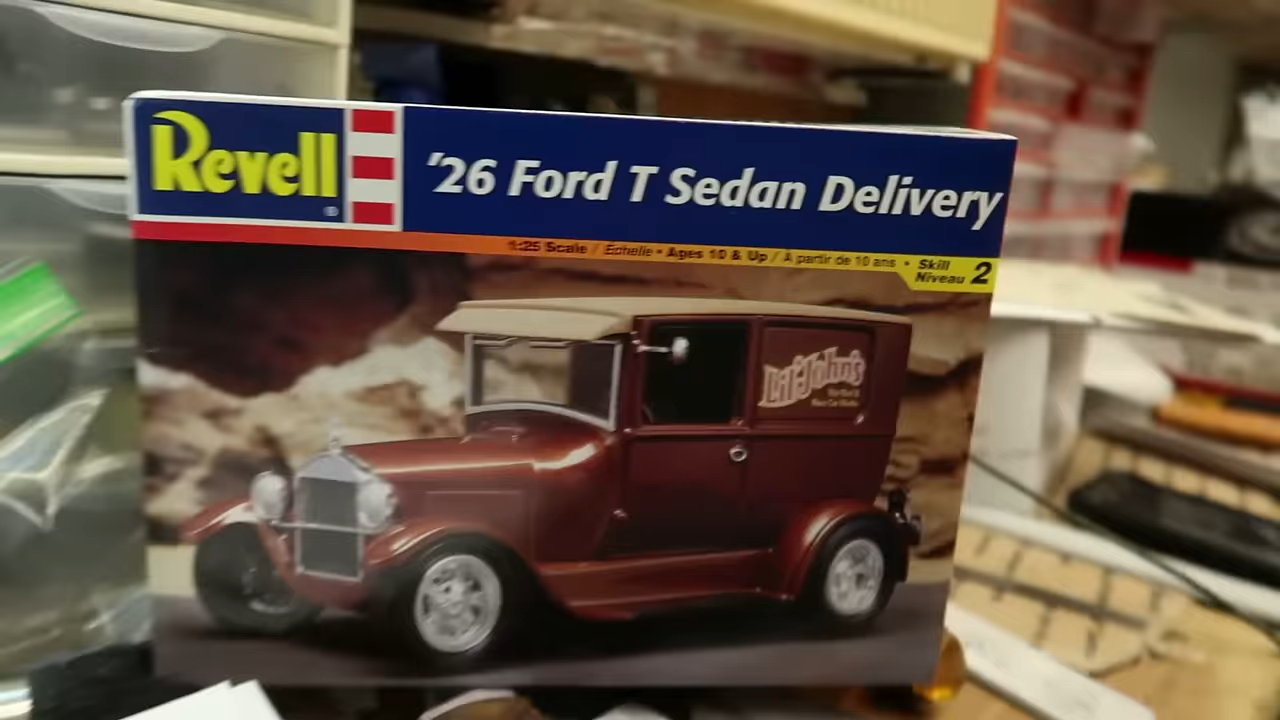 Revell
®
'26 Ford T Sedan Delivery
1:25 Scale / Échelle • Ages 10 & Up / À partir de 10 ans •
Skill
Niveau 2
Lil' John's